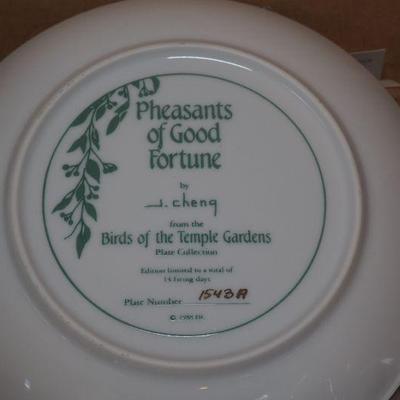 Pheasants
of Good
Fortune
by
J. Cheng
from the
Birds of the Temple Gardens
Plate Collection
Edition limited to a total of
14 firing days
Plate Number 1543A